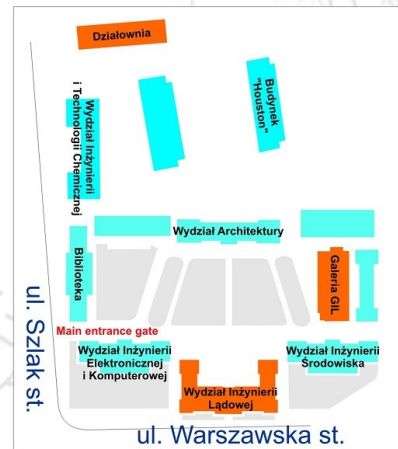 Działownia
Budynek
"Houston"
Wydział Inżynierii
i Technologii Chemicznej
Wydział Architektury
Biblioteka
Galeria GIL
ul. Szlak st.
Main entrance gate
Wydział Inżynierii
Elektronicznej
i Komputerowej
Wydział Inżynierii
Środowiska
Wydział Inżynierii
Lądowej
ul. Warszawska st.